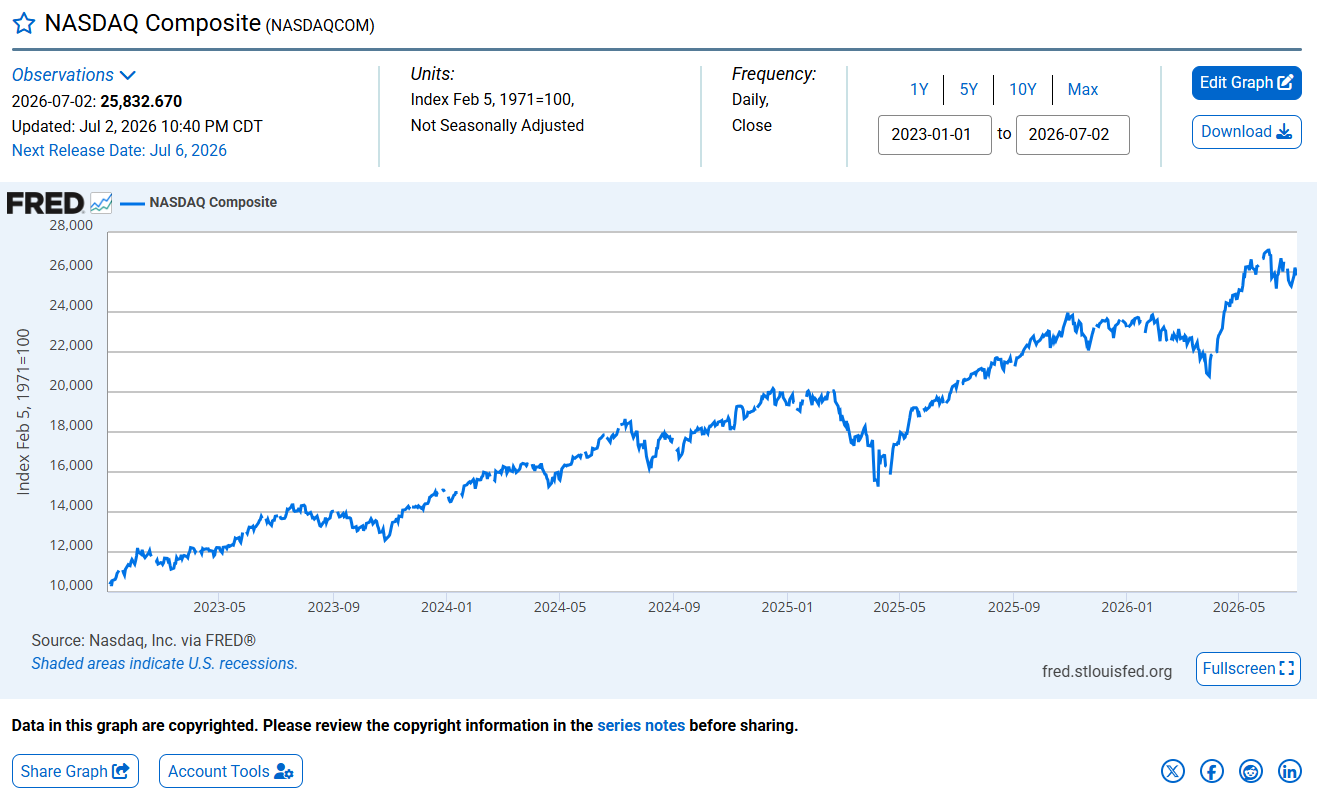 NASDAQ Composite (NASDAQCOM)
Observations
2026-07-02: 25,832.670
Updated: Jul 2, 2026 10:40 PM CDT
Next Release Date: Jul 6, 2026
Units:
Index Feb 5, 1971=100,
Not Seasonally Adjusted
Frequency:
Daily,
Close
1Y 5Y 10Y Max
2023-01-01 to 2026-07-02
Edit Graph
Download
FRED NASDAQ Composite
28,000
26,000
24,000
22,000
20,000
18,000
16,000
14,000
12,000
10,000
Index Feb 5, 1971=100
2023-05 2023-09 2024-01 2024-05 2024-09 2025-01 2025-05 2025-09 2026-01 2026-05
Source: Nasdaq, Inc. via FRED®
Shaded areas indicate U.S. recessions.
fred.stlouisfed.org
Fullscreen
Data in this graph are copyrighted. Please review the copyright information in the series notes before sharing.
Share Graph
Account Tools